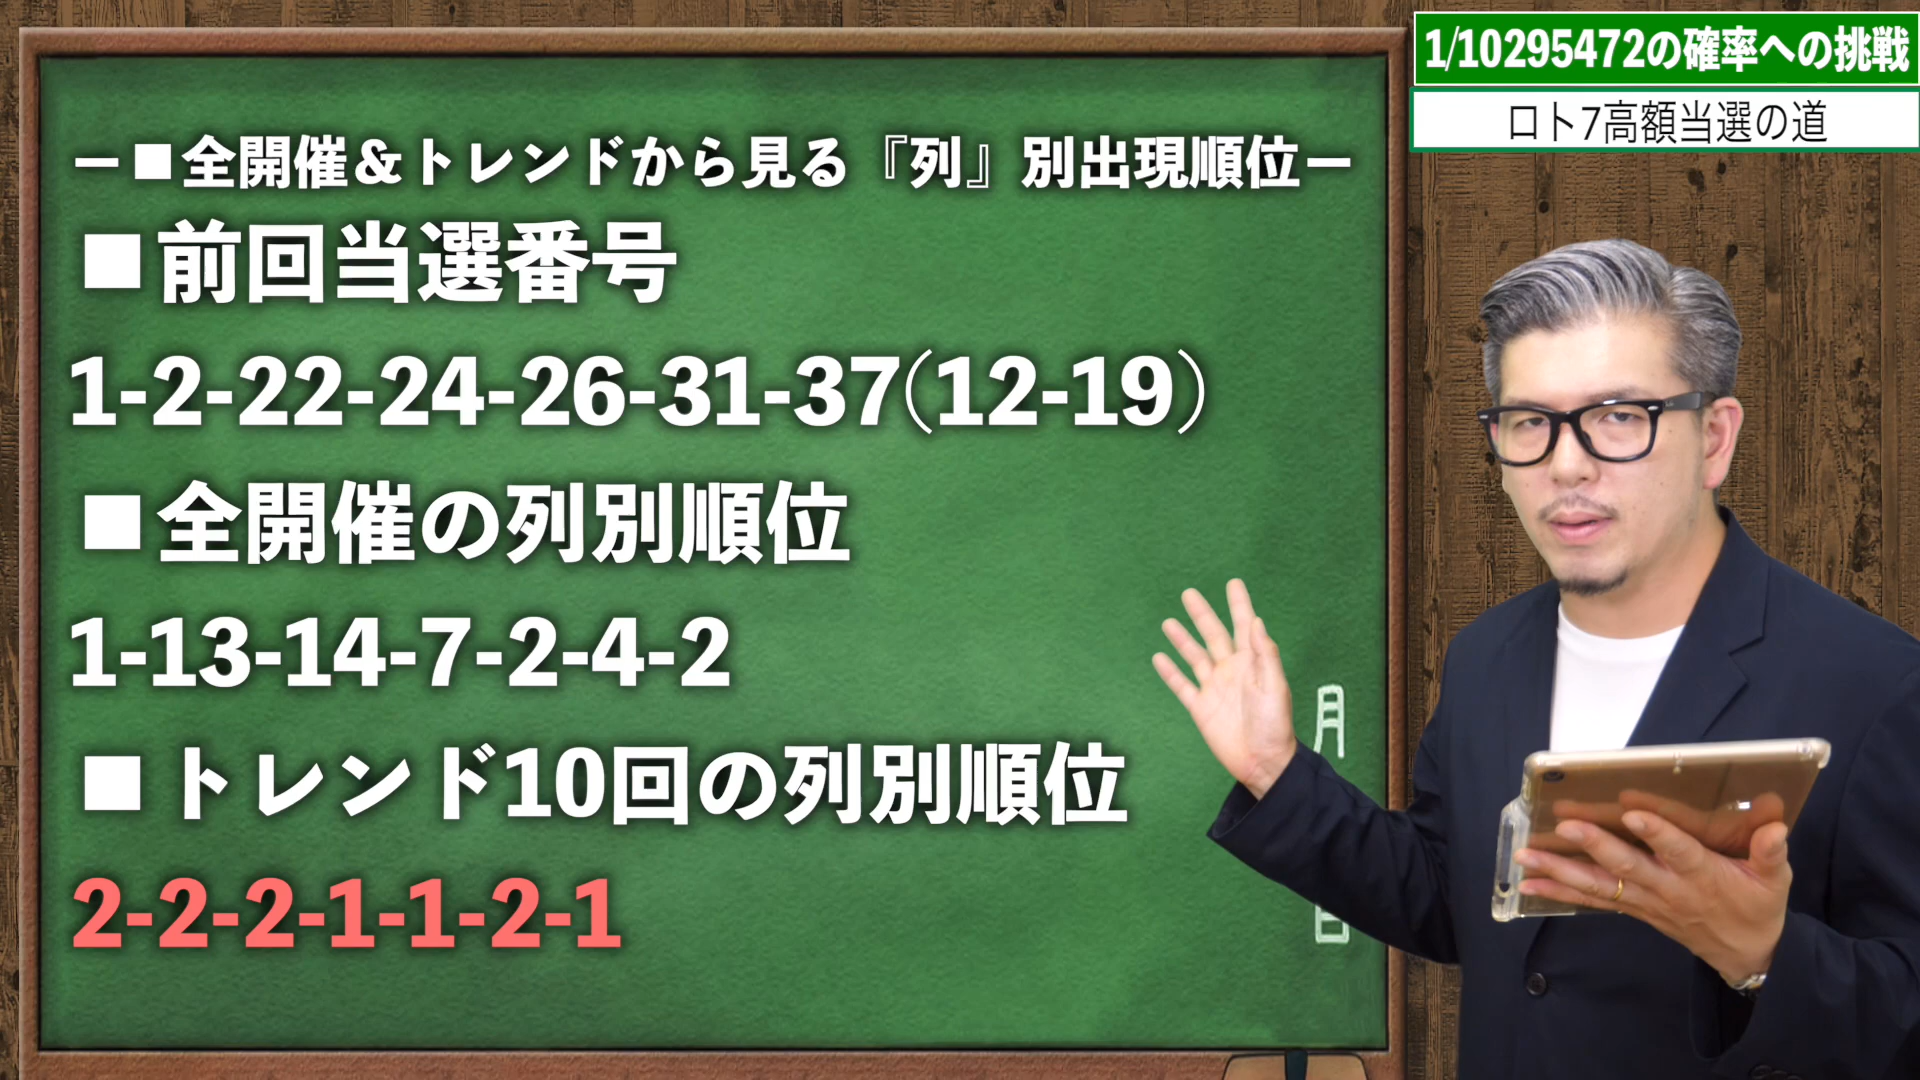 1/10295472の確率への挑戦
ロト7高額当選の道
ー■全開催＆トレンドから見る『列』別出現順位ー
■前回当選番号
1-2-22-24-26-31-37(12-19)
■全開催の列別順位
1-13-14-7-2-4-2
■トレンド10回の列別順位
2-2-2-1-1-2-1
月
日